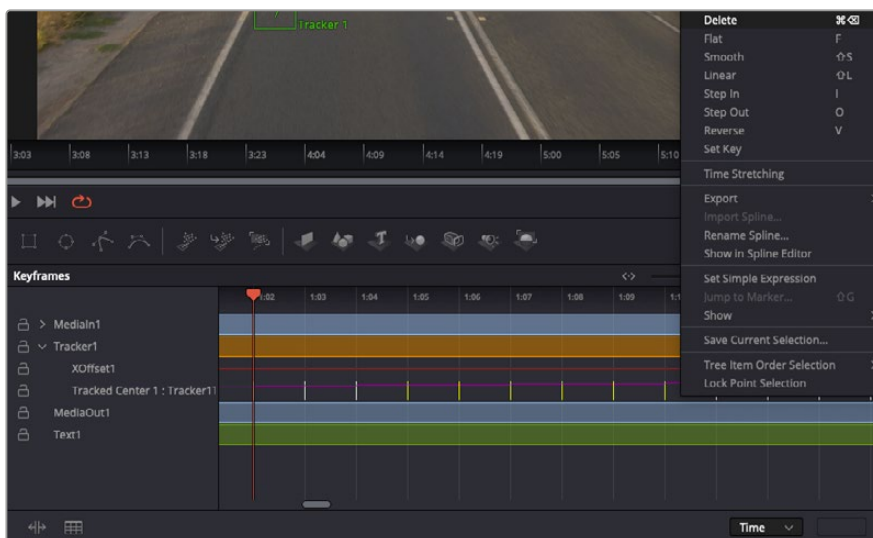 Tracker 1
Delete ⌘⌫
Flat F
Smooth ⇧S
Linear ⇧L
Step In I
Step Out O
Reverse V
Set Key
Time Stretching
Export
Import Spline...
Rename Spline...
Show in Spline Editor
Set Simple Expression
Jump to Marker... ⇧G
Show
Save Current Selection...
Tree Item Order Selection
Lock Point Selection
3:03 3:08 3:13 3:18 3:23 4:04 4:09 4:14 4:19 5:00 5:05 5:10
Keyframes
1:02 1:03 1:04 1:05 1:06 1:07 1:08 1:09
MediaIn1
Tracker1
XOffset1
Tracked Center 1 : Tracker1
MediaOut1
Text1
Time